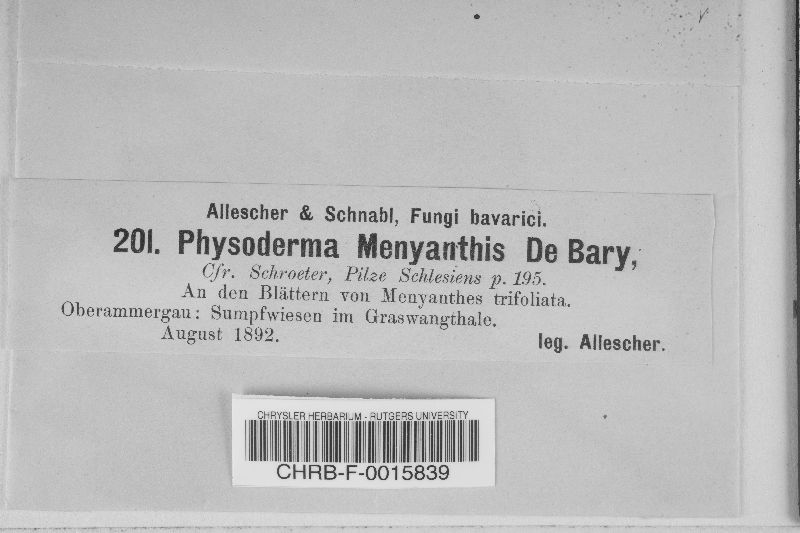 Allescher & Schnabl, Fungi bavarici.
201. Physoderma Menyanthis De Bary,
Cfr. Schroeter, Pilze Schlesiens p. 195.
An den Blättern von Menyanthes trifoliata.
Oberammergau: Sumpfwiesen im Graswangthale.
August 1892. leg. Allescher.
CHRYSLER HERBARIUM - RUTGERS UNIVERSITY
CHRB-F-0015839